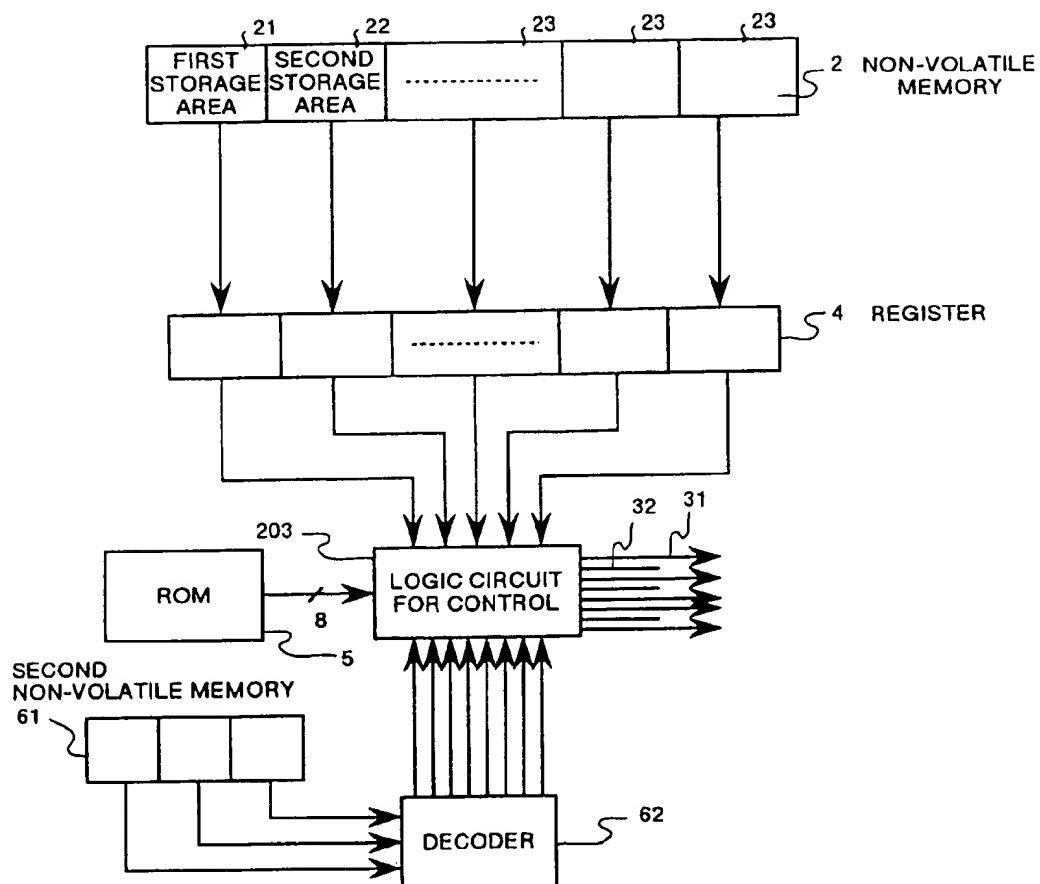 21 22 23 23 23
FIRST
STORAGE
AREA
SECOND
STORAGE
AREA
2 NON-VOLATILE
MEMORY
4 REGISTER
203
32
31
LOGIC CIRCUIT
FOR CONTROL
ROM
8
5
SECOND
NON-VOLATILE MEMORY
61
DECODER
62